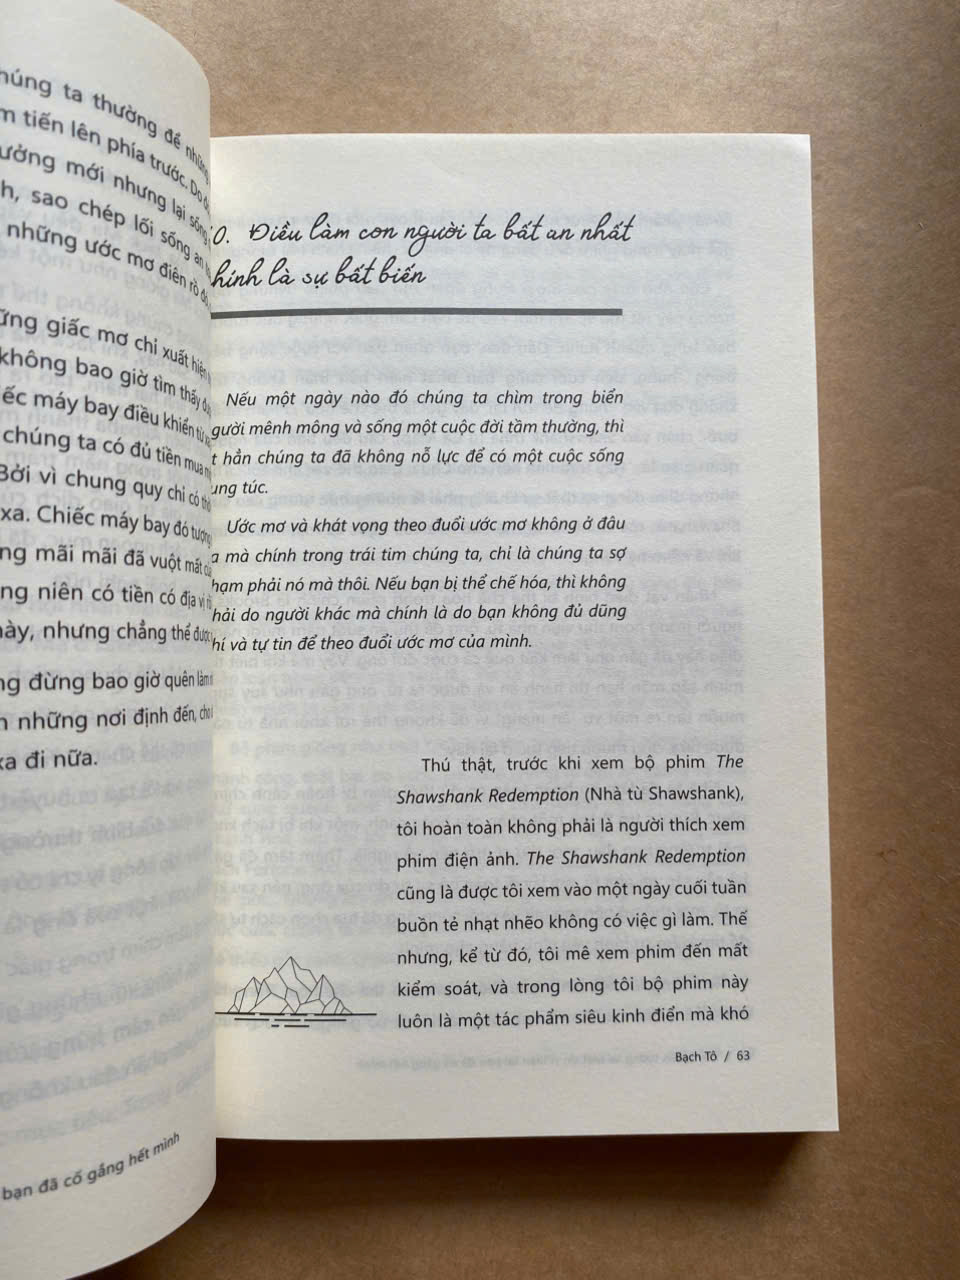 húng ta thường để những
m tiến lên phía trước. Do đó,
ưởng mới nhưng lại sống
h, sao chép lối sống an
những ước mơ điên rồ đó,
ững giấc mơ chỉ xuất hiện
không bao giờ tìm thấy
ếc máy bay điều khiển từ xa
chúng ta có đủ tiền mua
Bởi vì chung quy chỉ có
xa. Chiếc máy bay đó tượng
ng mãi mãi đã vuột mất
ng niên có tiền có địa vị
này, nhưng chẳng thể được
ng đừng bao giờ quên làm
n những nơi định đến, cho
xa đi nữa.
bạn đã cố gắng hết mình
0. Điều làm con người ta bất an nhất
hính là sự bất biến
Nếu một ngày nào đó chúng ta chìm trong biển
gười mênh mông và sống một cuộc đời tầm thường, thì
t hẳn chúng ta đã không nỗ lực để có một cuộc sống
ung túc.
Ước mơ và khát vọng theo đuổi ước mơ không ở đâu
a mà chính trong trái tim chúng ta, chỉ là chúng ta sợ
hạm phải nó mà thôi. Nếu bạn bị thể chế hóa, thì không
hải do người khác mà chính là do bạn không đủ dũng
hí và tự tin để theo đuổi ước mơ của mình.
Thú thật, trước khi xem bộ phim The
Shawshank Redemption (Nhà tù Shawshank),
tôi hoàn toàn không phải là người thích xem
phim điện ảnh. The Shawshank Redemption
cũng là được tôi xem vào một ngày cuối tuần
buồn tẻ nhạt nhẽo không có việc gì làm. Thế
nhưng, kể từ đó, tôi mê xem phim đến mất
kiểm soát, và trong lòng tôi bộ phim này
luôn là một tác phẩm siêu kinh điển mà khó
Bạch Tô / 63